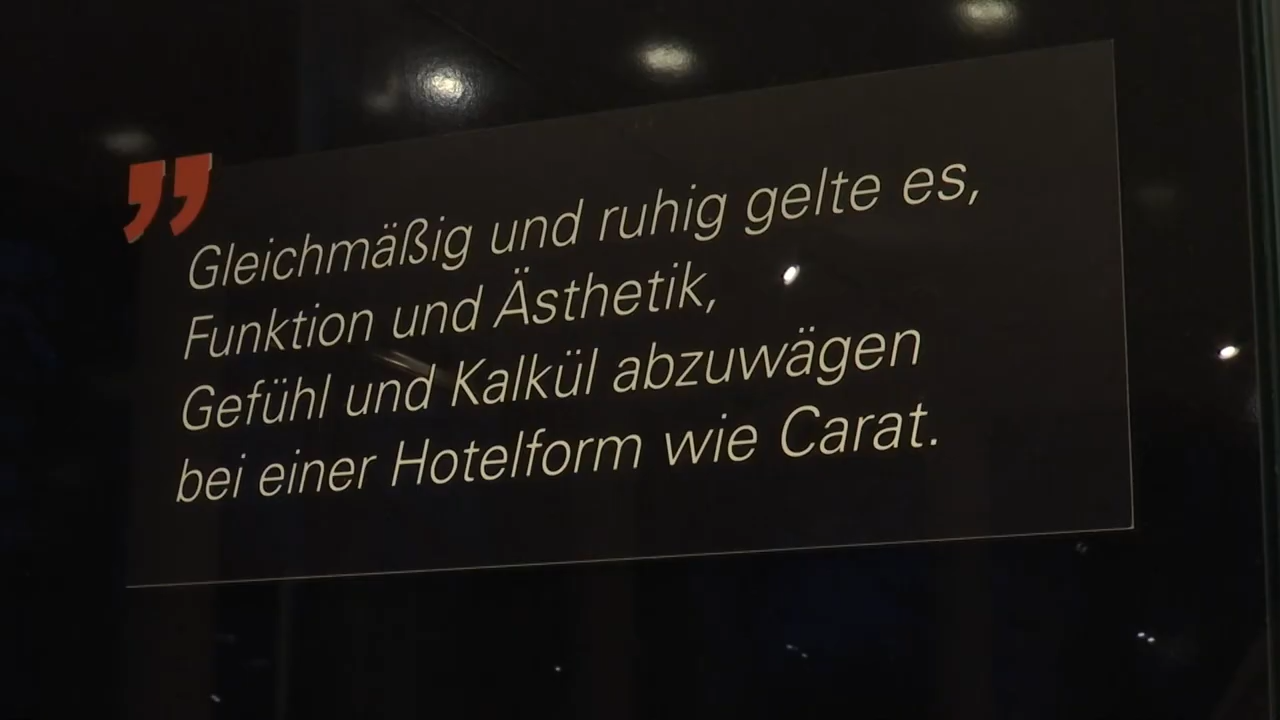 " Gleichmäßig und ruhig gelte es,
Funktion und Ästhetik,
Gefühl und Kalkül abzuwägen
bei einer Hotelform wie Carat.